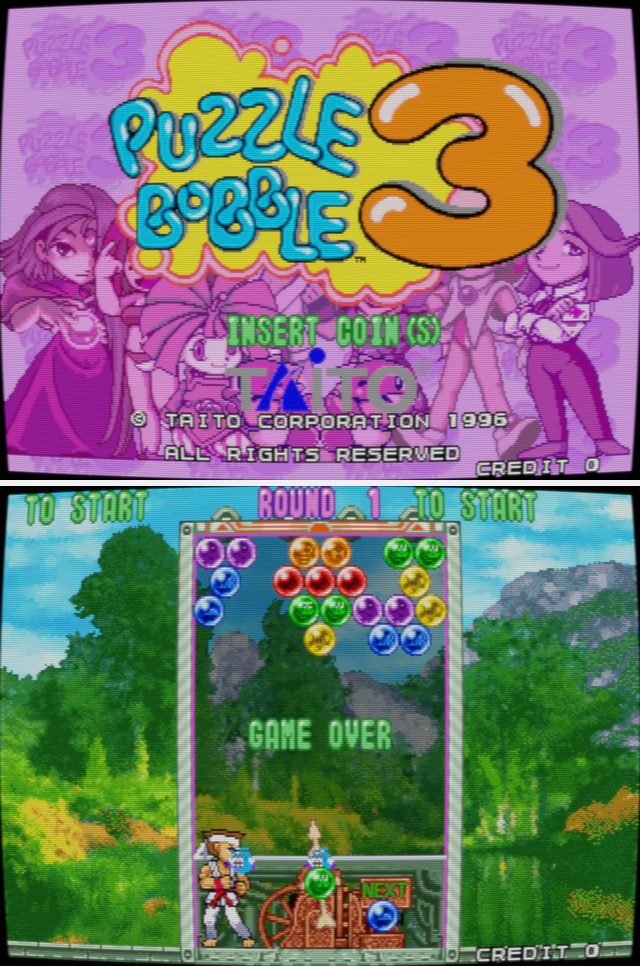 PUZZLE
BOBBLE 3
™
INSERT COIN(S)
TAITO
© TAITO CORPORATION 1996
ALL RIGHTS RESERVED
CREDIT 0
TO START ROUND 1 TO START
GAME OVER
NEXT
CREDIT 0